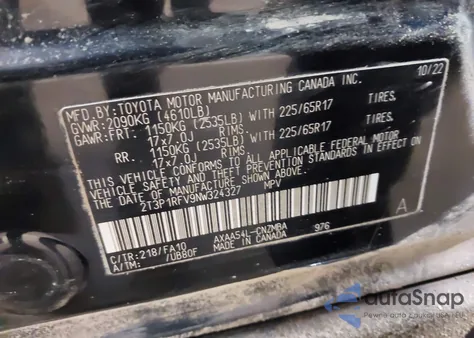 MFD. BY: TOYOTA MOTOR MANUFACTURING CANADA INC. 10/22
GVWR: 2090KG (4610LB)
GAWR: FRT. 1150KG (2535LB) WITH 225/65R17 TIRES.
17x7.0J RIMS.
RR. 1150KG (2535LB) WITH 225/65R17 TIRES.
17x7.0J RIMS.
THIS VEHICLE CONFORMS TO ALL APPLICABLE FEDERAL MOTOR
VEHICLE SAFETY AND EMISSION STANDARDS IN EFFECT ON
THE DATE OF MANUFACTURE SHOWN ABOVE.
2T3P1RFV9NW324327 MPV
A
C/TR: 218/FA10 AXAA54L-CNZMBA
A/TM: /UB80F MADE IN CANADA 976
autoSnap